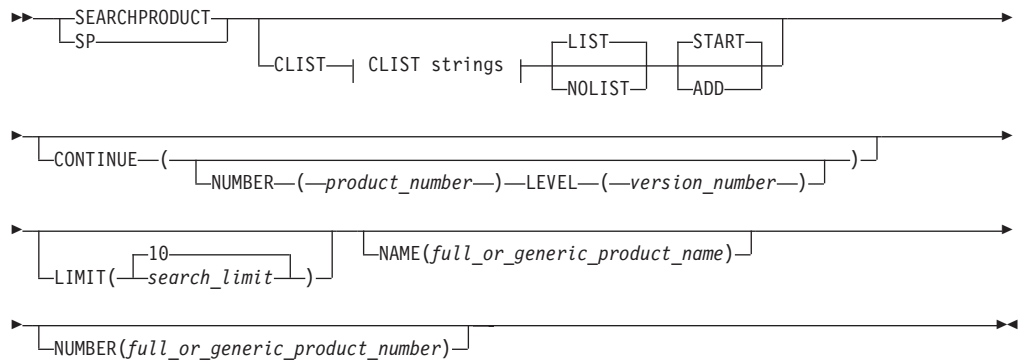 SEARCHPRODUCT
SP
CLIST CLIST strings LIST START
NOLIST ADD
CONTINUE ( )
NUMBER ( product_number ) LEVEL ( version_number )
LIMIT( 10 ) NAME(full_or_generic_product_name)
search_limit
NUMBER(full_or_generic_product_number)